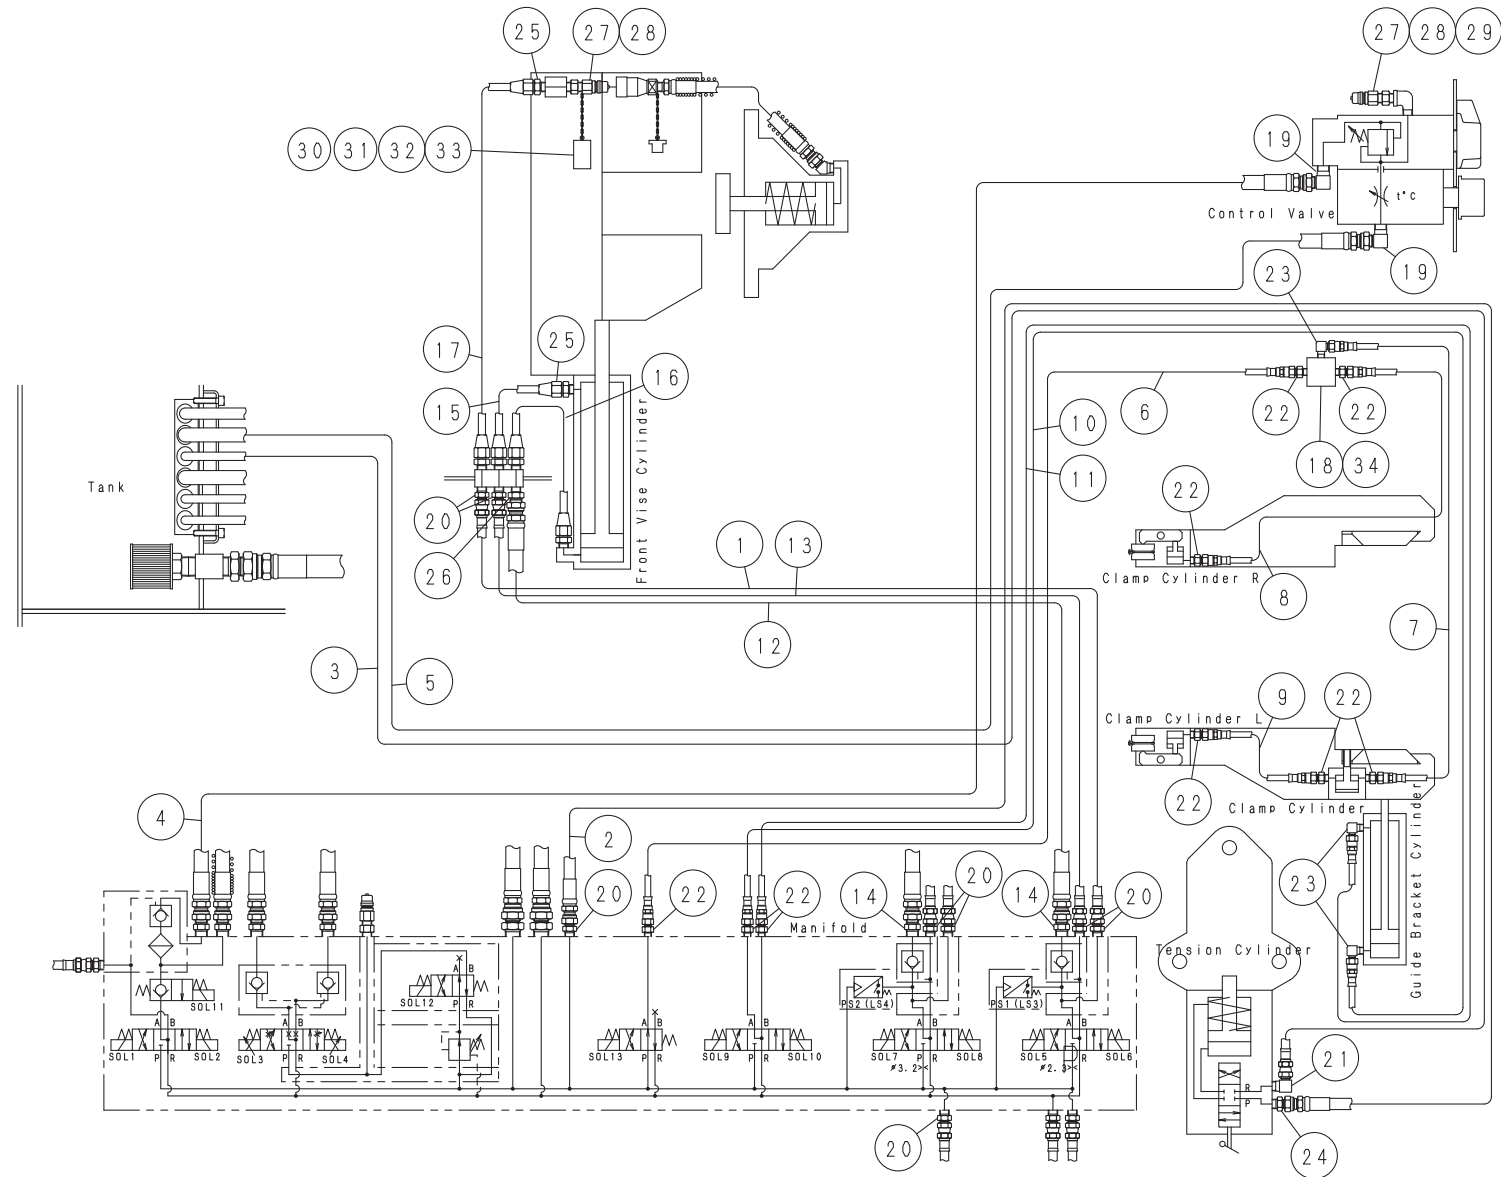 25 27 28
27 28 29
30 31 32 33
19
t°C
Control Valve
19
23
25
17
16
15
6
22 22
10
18 34
11
Tank
Front Vise Cylinder
20
22
1 13
26
Clamp Cylinder R
8
12
7
3
5
9 22
Clamp Cylinder L
22
Clamp Cylinder
4
2
Guide Bracket Cylinder
20
22
22
14
20
14
20
23
Manifold
Tension Cylinder
SOL11
A B
SOL12
P R
PS2(LS4)
PS1(LS3)
A B
A B
A B
A B
A B
A B
SOL1 SOL2
SOL3 SOL4
SOL13
SOL9 SOL10
SOL7 SOL8
SOL5 SOL6
P R
P R
P R
P R
P R
P R
ø3.2><
ø2.3><
21
R
P
20
24